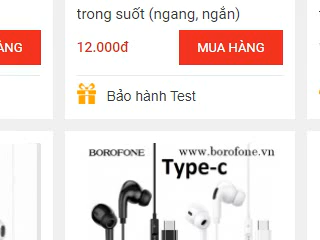 trong suốt (ngang, ngắn)
ÀNG
12.000đ
MUA HÀNG
Bảo hành Test
BOROFONE
www.borofone.vn
Type-c